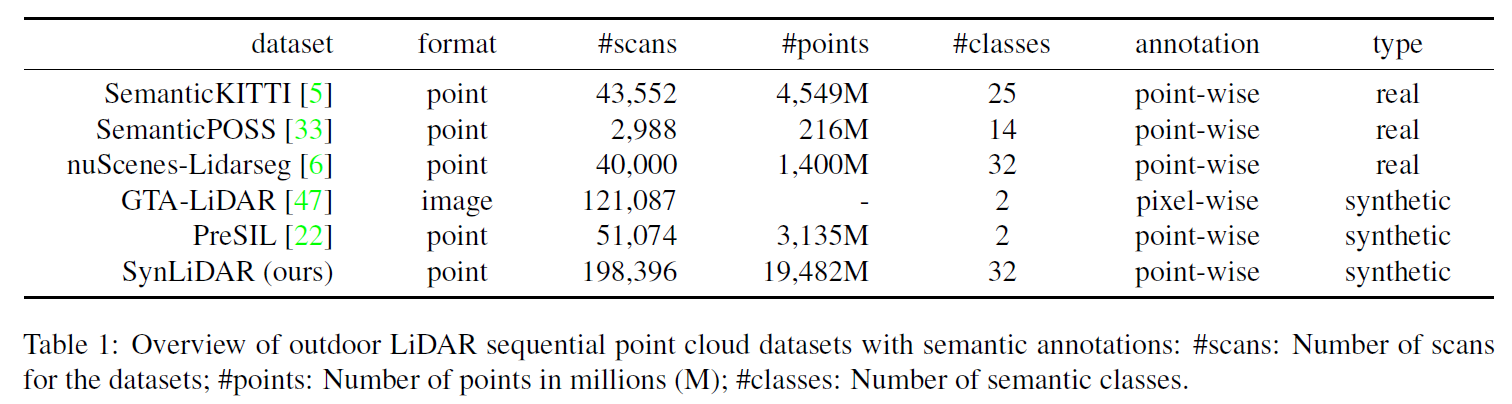 dataset format #scans #points #classes annotation type
SemanticKITTI [5] point 43,552 4,549M 25 point-wise real
SemanticPOSS [33] point 2,988 216M 14 point-wise real
nuScenes-Lidarseg [6] point 40,000 1,400M 32 point-wise real
GTA-LiDAR [47] image 121,087 - 2 pixel-wise synthetic
PreSIL [22] point 51,074 3,135M 2 point-wise synthetic
SynLiDAR (ours) point 198,396 19,482M 32 point-wise synthetic
Table 1: Overview of outdoor LiDAR sequential point cloud datasets with semantic annotations: #scans: Number of scans
for the datasets; #points: Number of points in millions (M); #classes: Number of semantic classes.